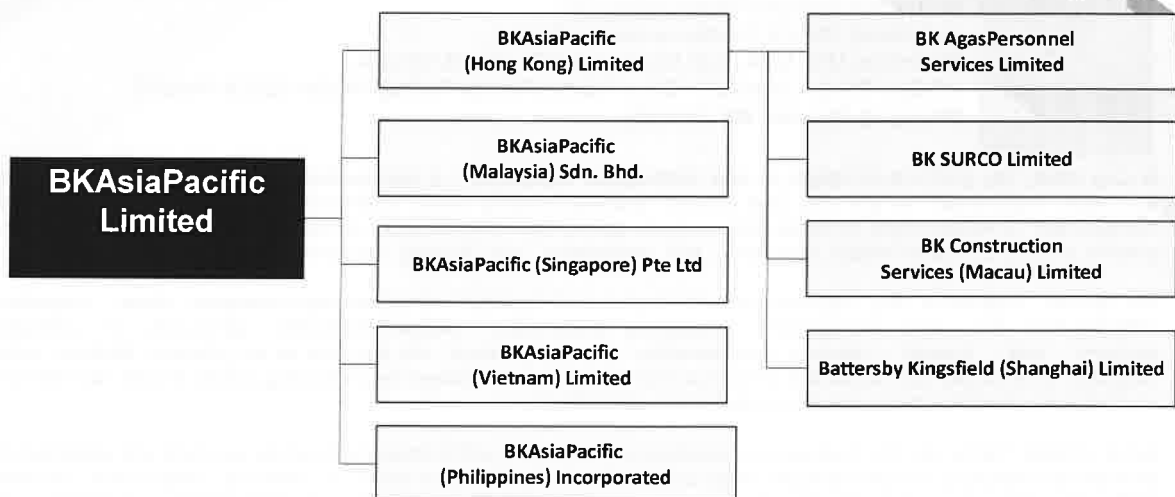 BKAsiaPacific
Limited
BKAsiaPacific
(Hong Kong) Limited
BKAsiaPacific
(Malaysia) Sdn. Bhd.
BKAsiaPacific (Singapore) Pte Ltd
BKAsiaPacific
(Vietnam) Limited
BKAsiaPacific
(Philippines) Incorporated
BK AgasPersonnel
Services Limited
BK SURCO Limited
BK Construction
Services (Macau) Limited
Battersby Kingsfield (Shanghai) Limited